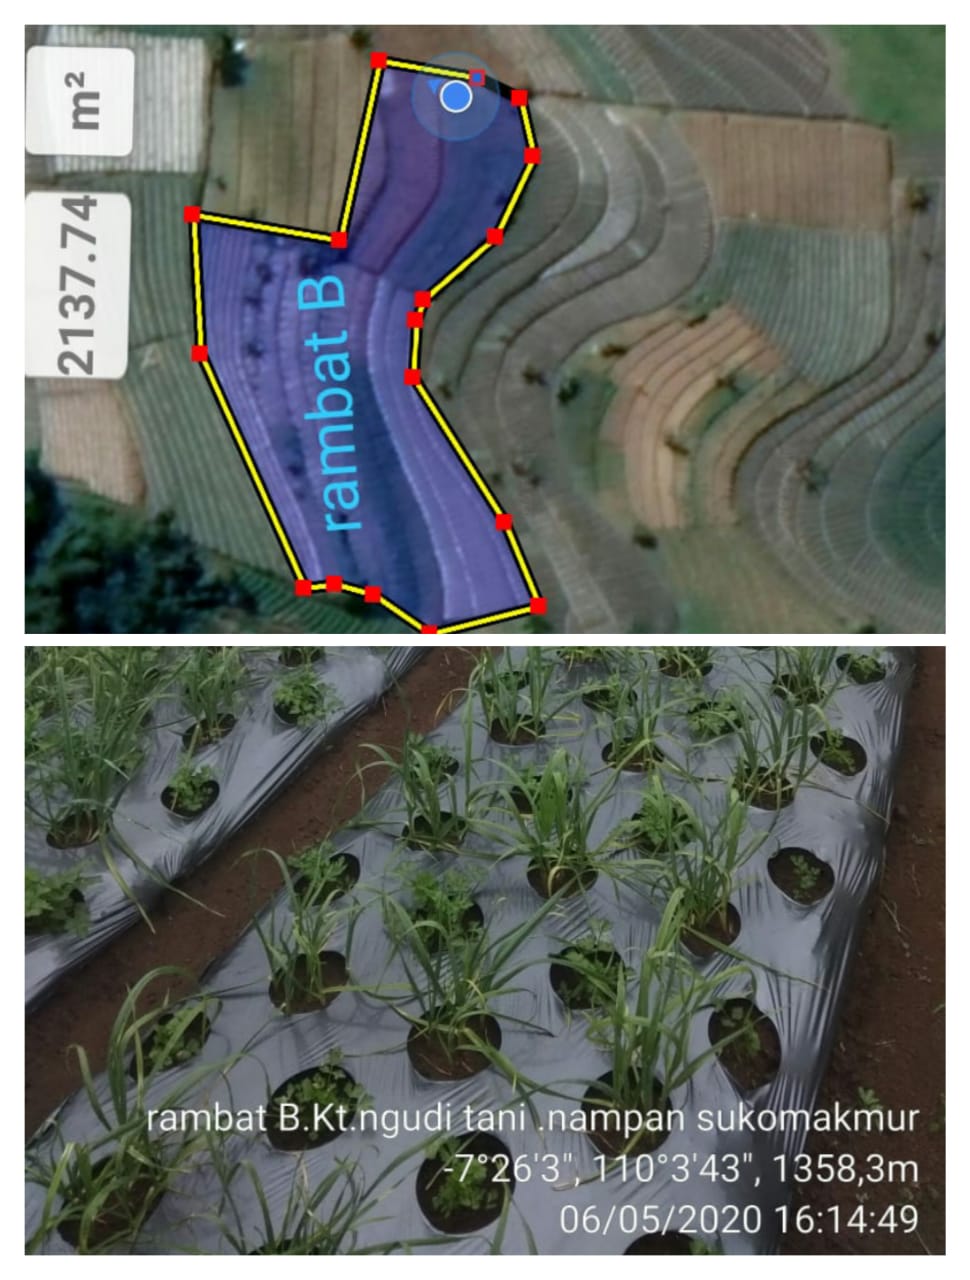 2137.74 m²
rambat B
rambat B.Kt.ngudi tani .nampan sukomakmur
-7°26'3", 110°3'43", 1358,3m
06/05/2020 16:14:49